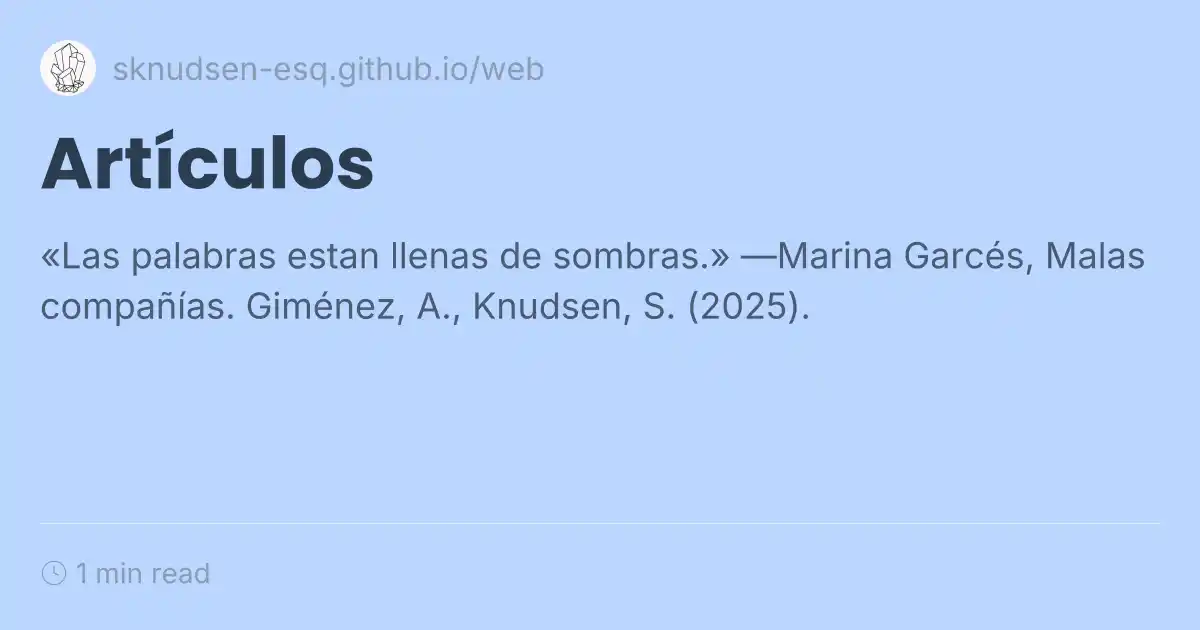 sknudsen-esq.github.io/web
Artículos
«Las palabras estan llenas de sombras.» —Marina Garcés, Malas
compañías. Giménez, A., Knudsen, S. (2025).
1 min read